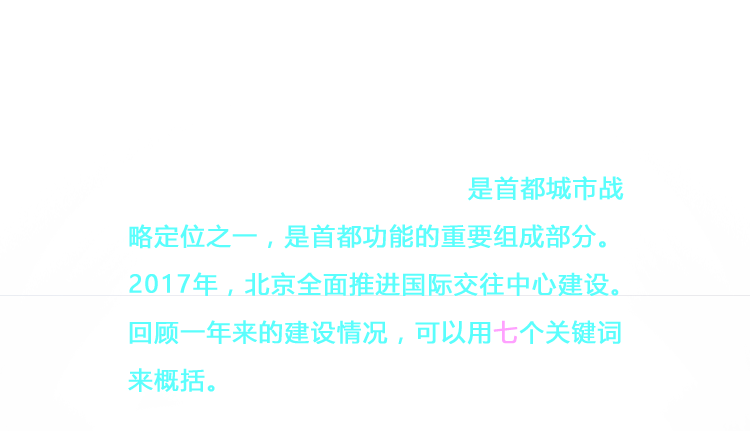 是首都城市战
略定位之一，是首都功能的重要组成部分。
2017年，北京全面推进国际交往中心建设。
回顾一年来的建设情况，可以用七个关键词
来概括。